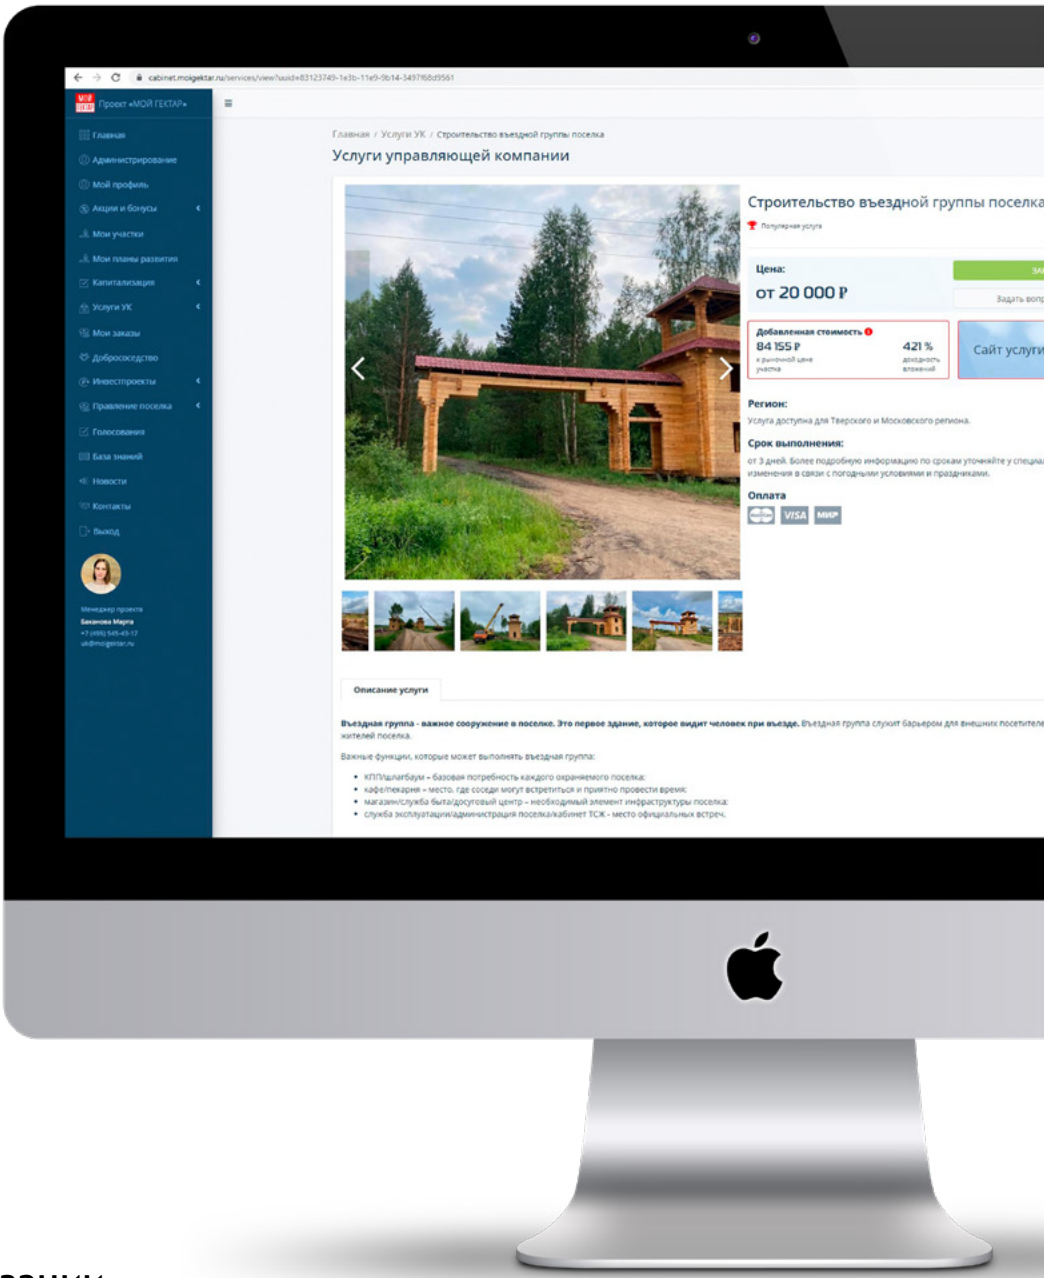 cabinet.moigektar.ru/services/view?uuid=83123749-1e3b-11e9-9b14-3497f68d9561
МОЙ ГЕКТАР
Проект «МОЙ ГЕКТАР»
Главная
Администрирование
Мой профиль
Акции и бонусы
Мои участки
Мои планы развития
Капитализация
Услуги УК
Мои заказы
Добрососедство
Инвестпроекты
Правление поселка
Голосования
База знаний
Новости
Контакты
Выход
Менеджер проекта
Баканова Марта
+7 (495) 545-43-17
uk@moigektar.ru
Главная / Услуги УК / Строительство въездной группы поселка
Услуги управляющей компании
Строительство въездной группы поселка
Популярная услуга
Цена:
от 20 000 ₽
ЗА
Задать вопр
Добавленная стоимость
84 155 ₽
к рыночной цене
участка
421 %
доходность
вложений
Сайт услуги
Регион:
Услуга доступна для Тверского и Московского региона.
Срок выполнения:
от 3 дней. Более подробную информацию по срокам уточняйте у специал
изменения в связи с погодными условиями и праздниками.
Оплата
VISA
МИР
Описание услуги
Въездная группа - важное сооружение в поселке. Это первое здание, которое видит человек при въезде. Въездная группа служит барьером для внешних посетителе
жителей поселка.
Важные функции, которые может выполнять въездная группа:
• КПП/шлагбаум – базовая потребность каждого охраняемого поселка;
• кафе/пекарня – место, где соседи могут встретиться и приятно провести время;
• магазин/служба быта/досуговый центр – необходимый элемент инфраструктуры поселка;
• служба эксплуатации/администрация поселка/кабинет ТСЖ - место официальных встреч.